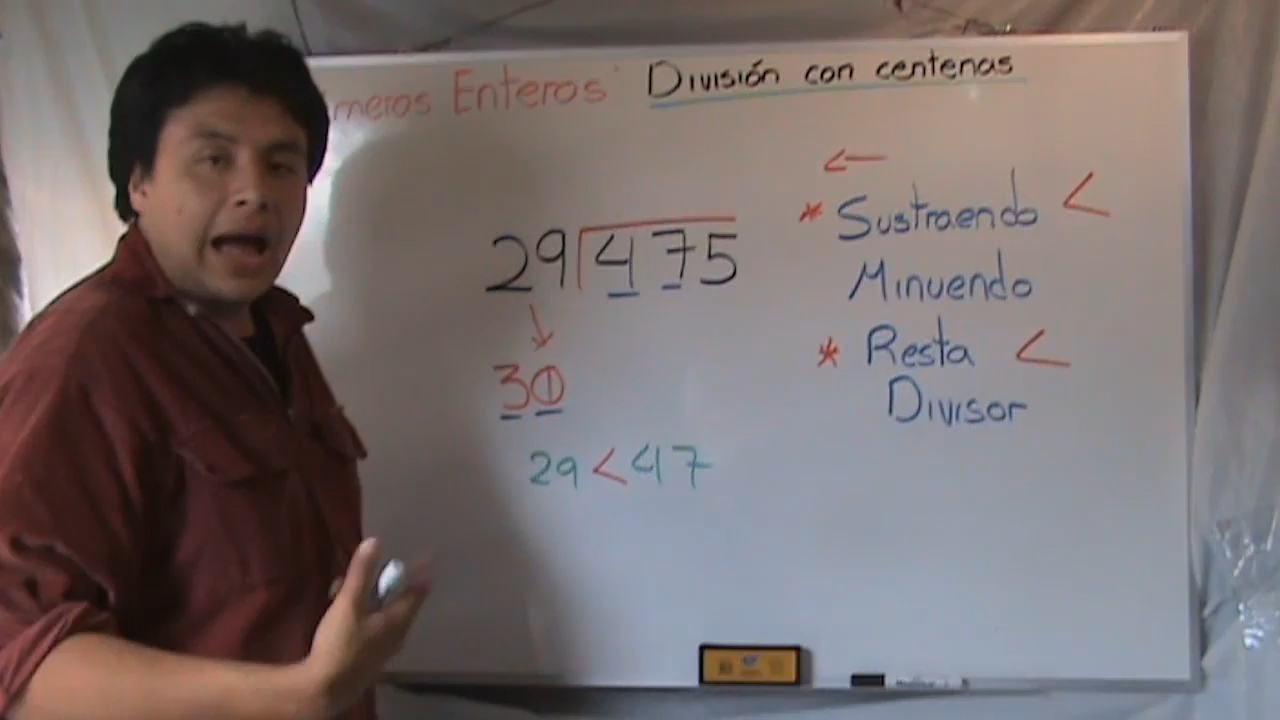 meros Enteros: División con centenas
29 475
30
29 < 47
←
* Sustraendo <
Minuendo
* Resta <
Divisor